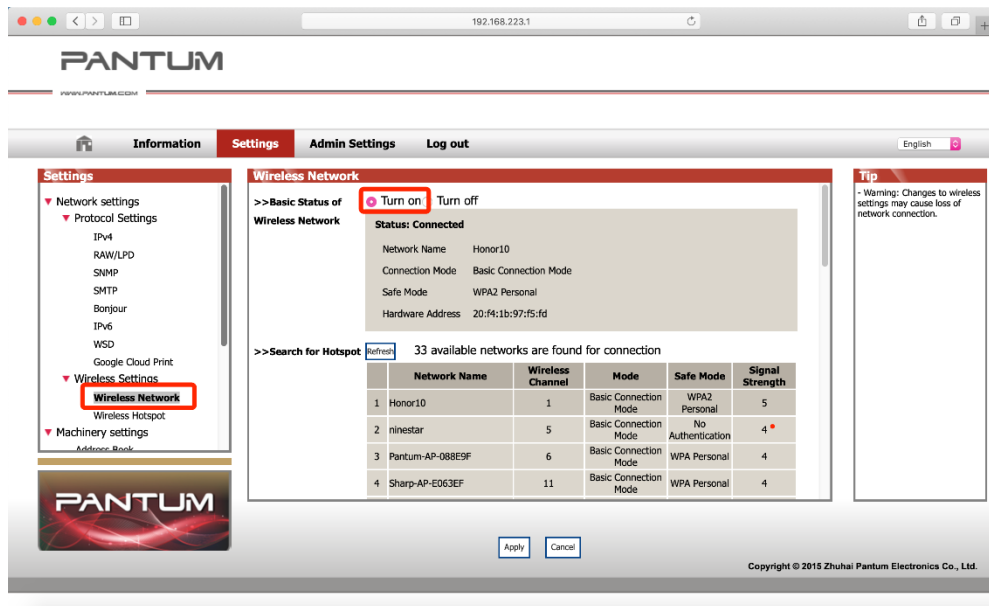 192.168.223.1
PANTUM
WWW.PANTUM.COM
Information Settings Admin Settings Log out English
Settings
Network settings
Protocol Settings
IPv4
RAW/LPD
SNMP
SMTP
Bonjour
IPv6
WSD
Google Cloud Print
Wireless Settings
Wireless Network
Wireless Hotspot
Machinery settings
Address Book
PANTUM
Wireless Network
>>Basic Status of
Wireless Network
Turn on Turn off
Status: Connected
Network Name Honor10
Connection Mode Basic Connection Mode
Safe Mode WPA2 Personal
Hardware Address 20:f4:1b:97:f5:fd
>>Search for Hotspot Refresh 33 available networks are found for connection
Network Name Wireless Channel Mode Safe Mode Signal Strength
1 Honor10 1 Basic Connection Mode WPA2 Personal 5
2 ninestar 5 Basic Connection Mode No Authentication 4
3 Pantum-AP-088E9F 6 Basic Connection Mode WPA Personal 4
4 Sharp-AP-E063EF 11 Basic Connection Mode WPA Personal 4
Tip
- Warning: Changes to wireless
settings may cause loss of
network connection.
Apply Cancel
Copyright © 2015 Zhuhai Pantum Electronics Co., Ltd.